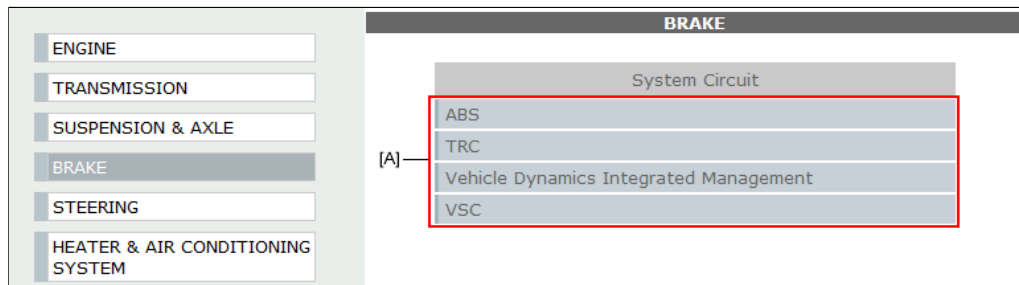 ENGINE
TRANSMISSION
SUSPENSION & AXLE
BRAKE
STEERING
HEATER & AIR CONDITIONING
SYSTEM
BRAKE
System Circuit
[A]
ABS
TRC
Vehicle Dynamics Integrated Management
VSC